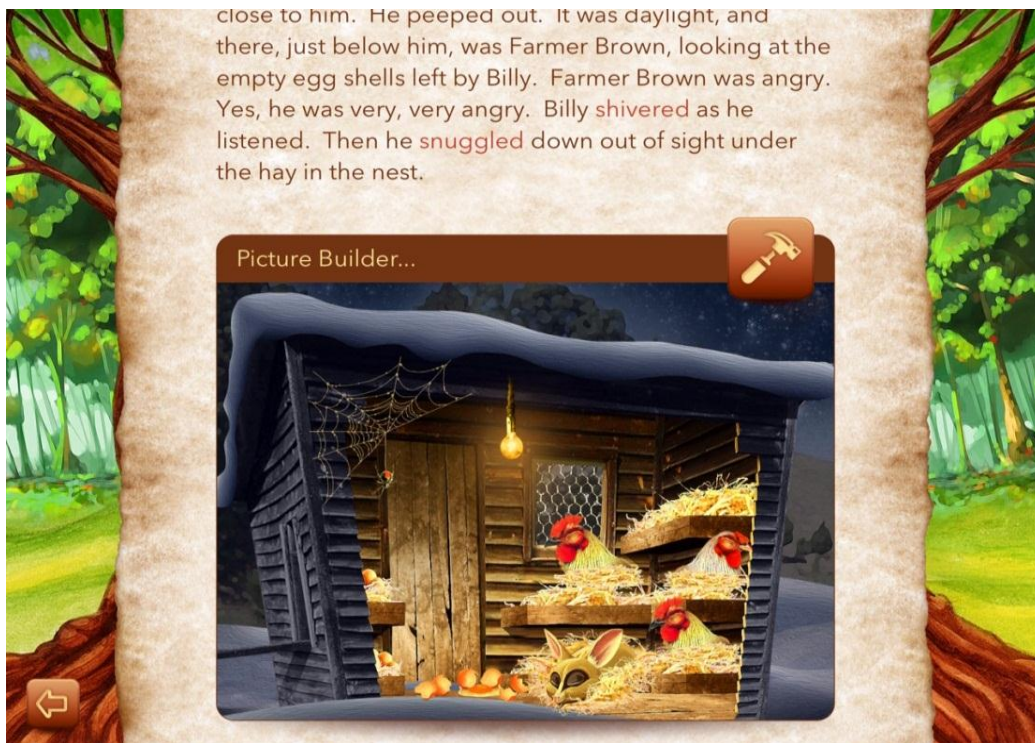 close to him.  He peeped out.  It was daylight, and
there, just below him, was Farmer Brown, looking at the
empty egg shells left by Billy.  Farmer Brown was angry.
Yes, he was very, very angry.  Billy shivered as he
listened.  Then he snuggled down out of sight under
the hay in the nest.
Picture Builder...